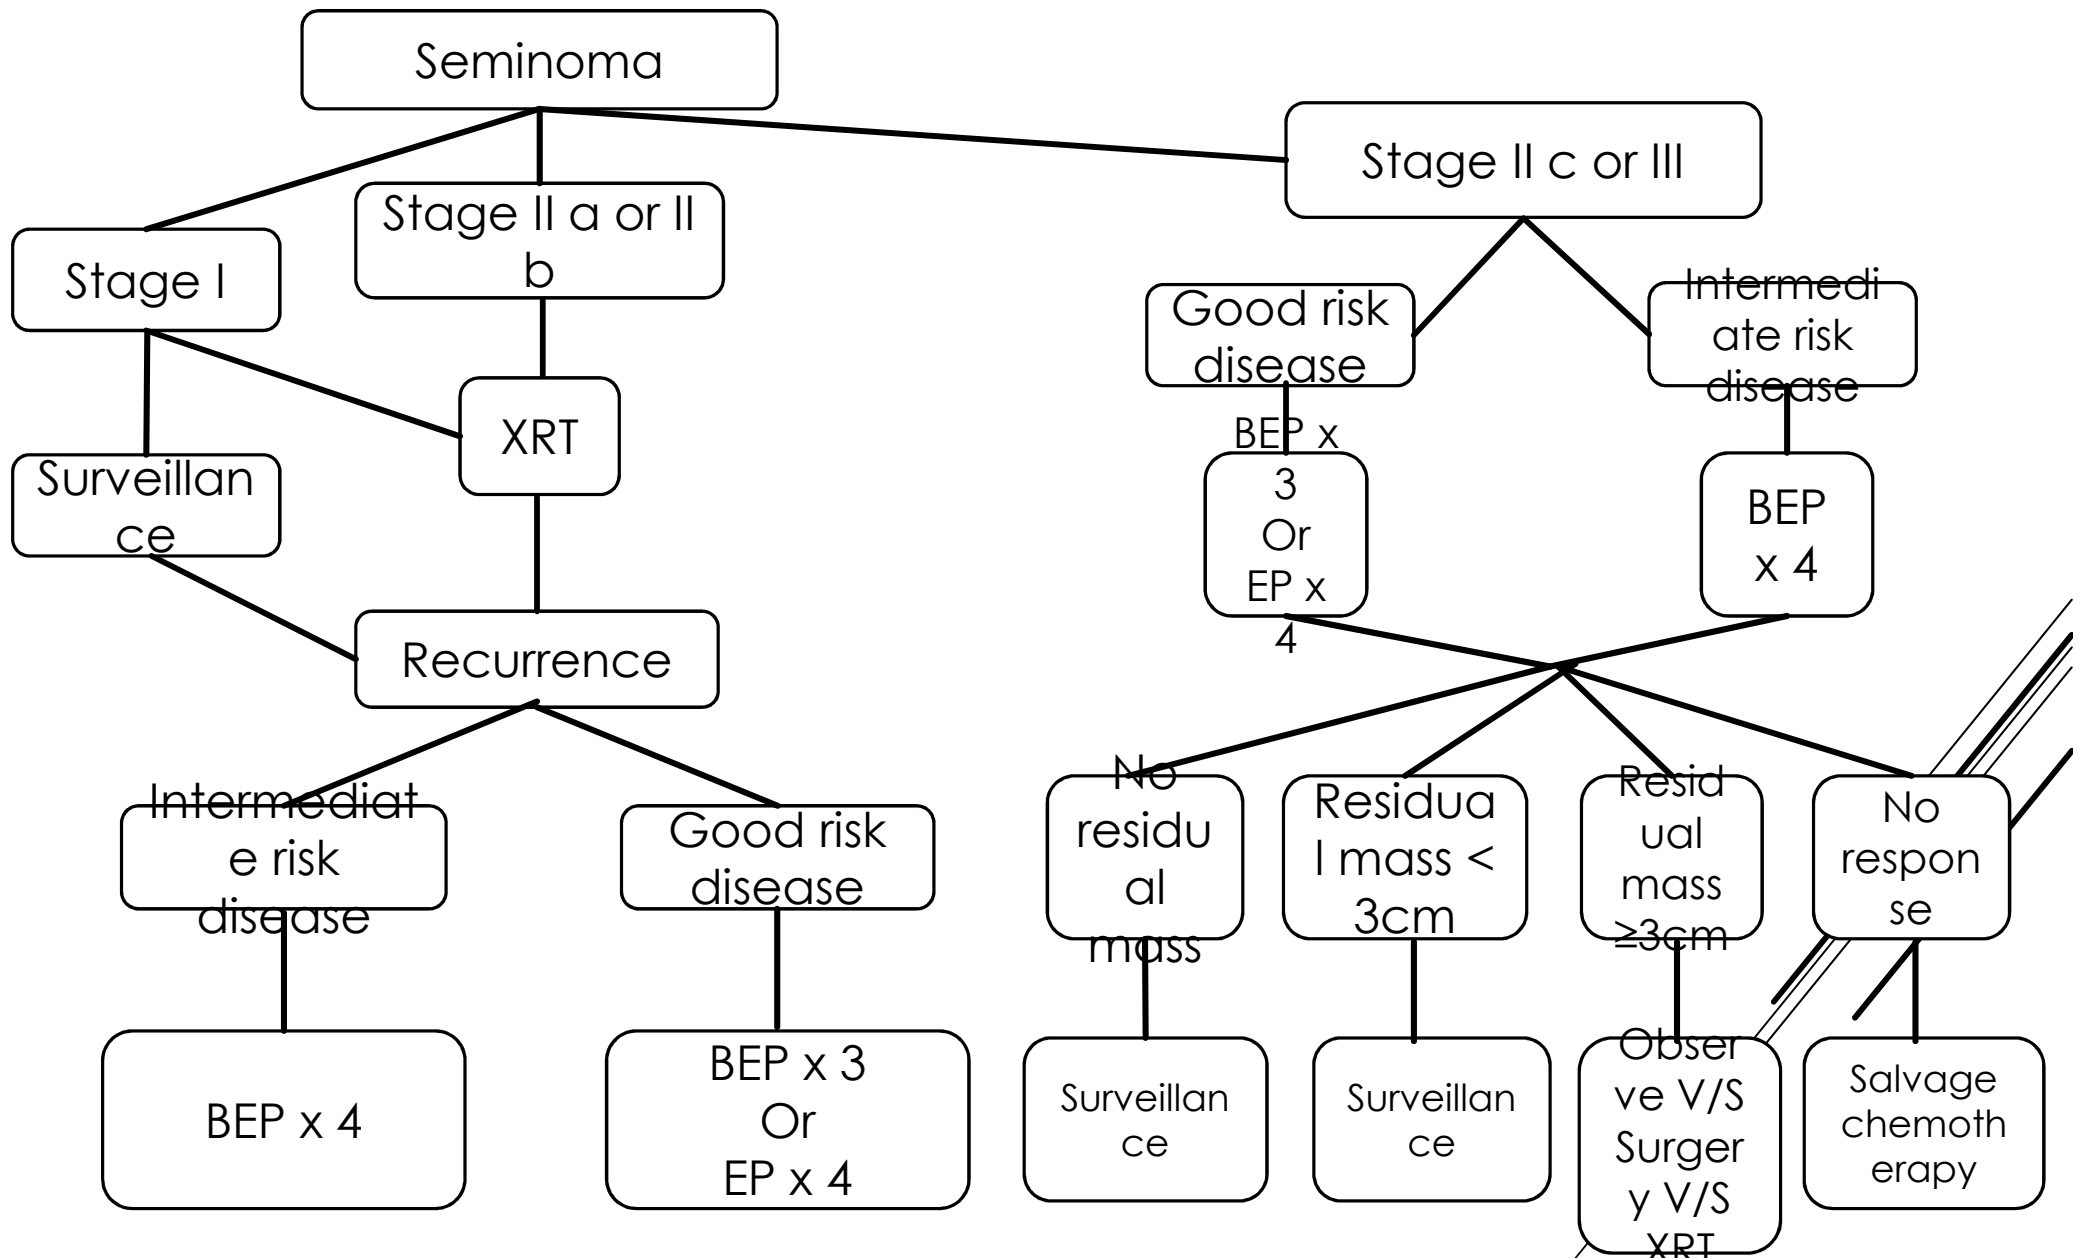 Seminoma
Stage II c or III
Stage II a or II
b
Stage I
Good risk
disease
Intermedi
ate risk
disease
XRT
Surveillan
ce
BEP x
3
Or
EP x
4
BEP
x 4
Recurrence
Intermediat
e risk
disease
Good risk
disease
No
residu
al
mass
Residua
l mass <
3cm
Resid
ual
mass
≥3cm
No
respon
se
BEP x 4
BEP x 3
Or
EP x 4
Surveillan
ce
Surveillan
ce
Obser
ve V/S
Surger
y V/S
XRT
Salvage
chemoth
erapy